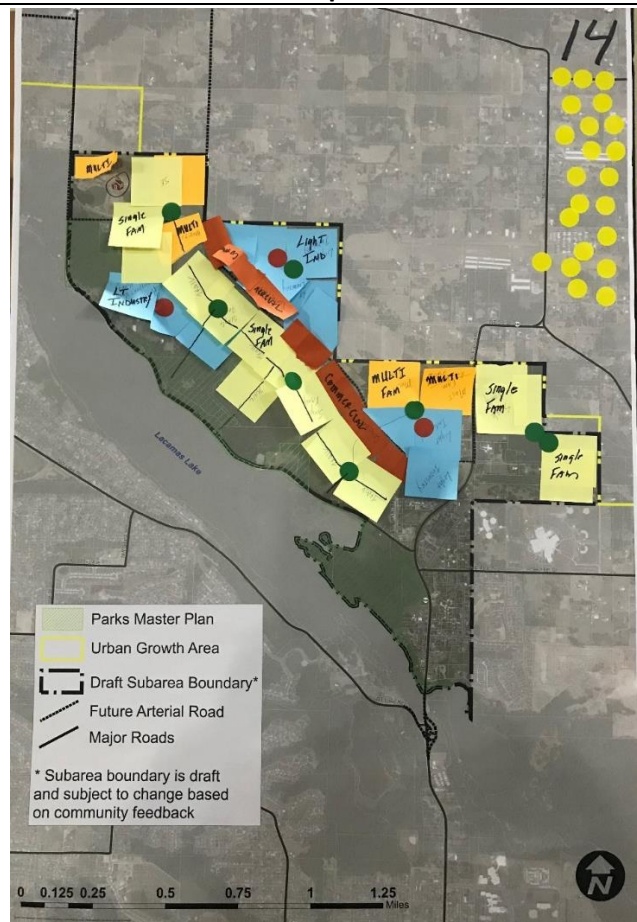 14
MULTI
Single
FAM
MULTI
Light
IND
LT
INDUSTRY
Single
FAM
Commercial
MULTI
FAM
MULTI
Single
FAM
Single
FAM
Lacamas Lake
Parks Master Plan
Urban Growth Area
Draft Subarea Boundary*
Future Arterial Road
Major Roads
* Subarea boundary is draft
and subject to change based
on community feedback
0 0.125 0.25 0.5 0.75 1 1.25
Miles
N